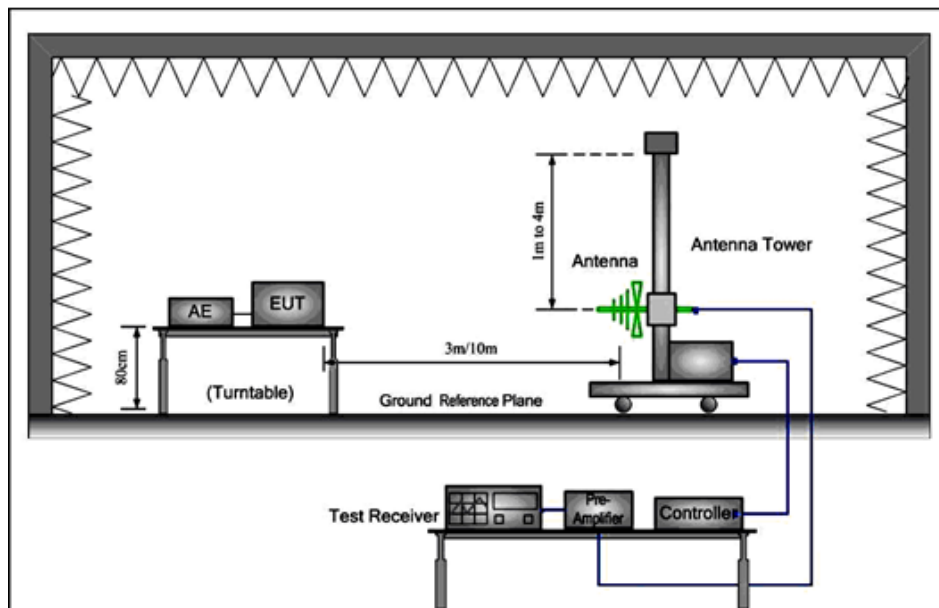 1m to 4m
Antenna
Antenna Tower
AE
EUT
3m/10m
80cm
(Turntable)
Ground Reference Plane
Test Receiver
Pre-
Amplifier
Controller